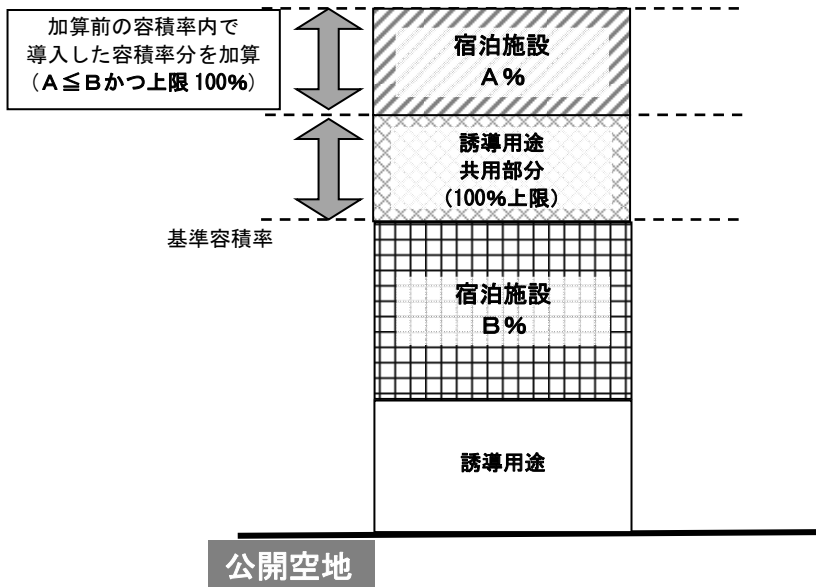 加算前の容積率内で
導入した容積率分を加算
（Ａ≦Ｂかつ上限 100%）
宿泊施設
Ａ％
誘導用途
共用部分
（100%上限）
基準容積率
宿泊施設
Ｂ％
誘導用途
公開空地